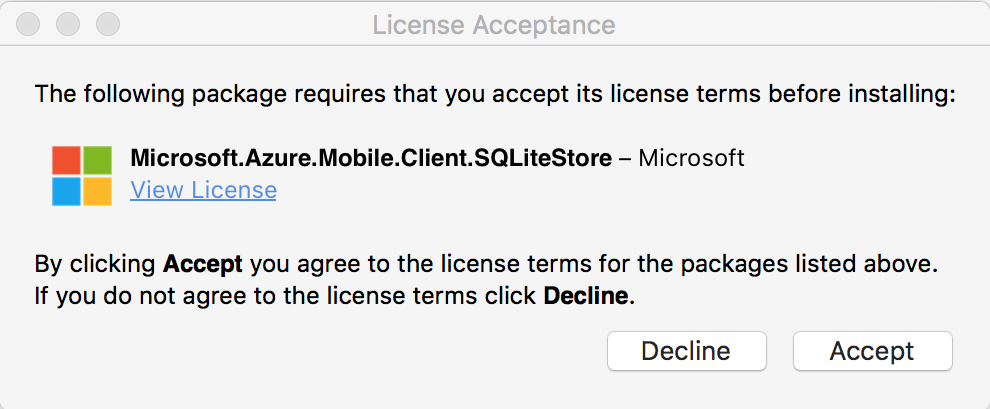 License Acceptance
The following package requires that you accept its license terms before installing:
Microsoft.Azure.Mobile.Client.SQLiteStore – Microsoft
View License
By clicking Accept you agree to the license terms for the packages listed above.
If you do not agree to the license terms click Decline.
Decline Accept